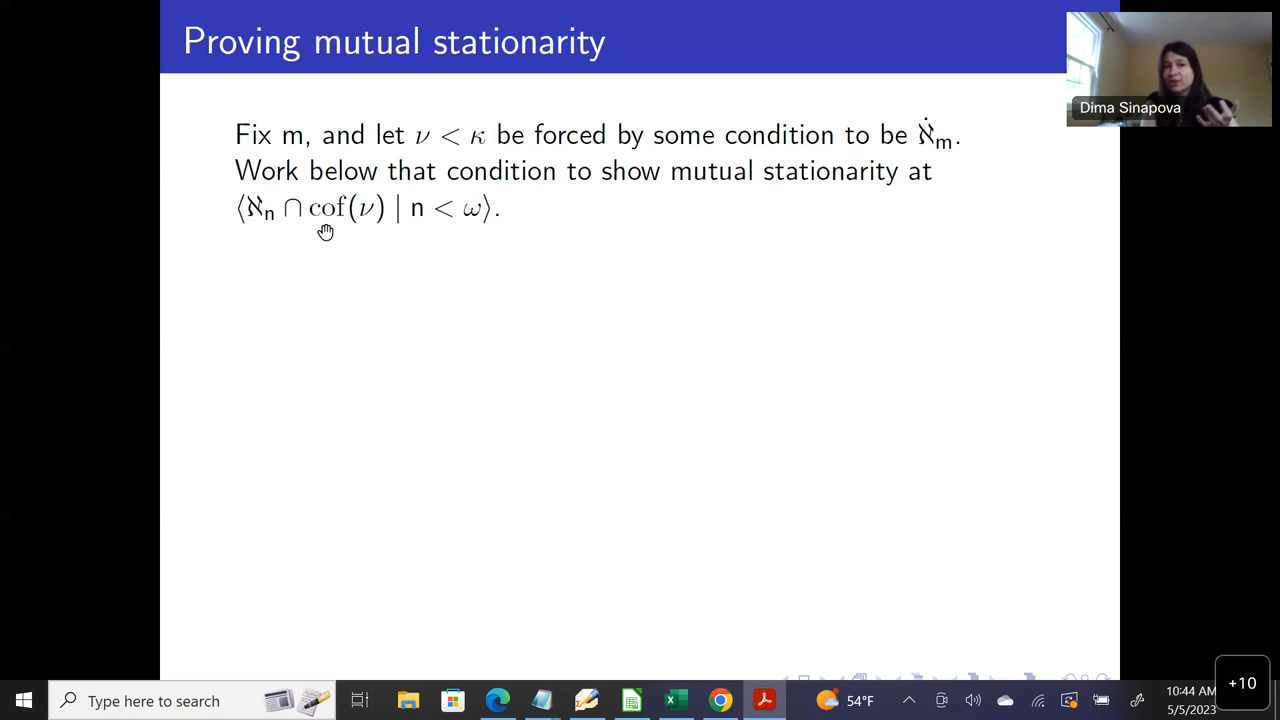 Proving mutual stationarity
Dima Sinapova
Fix m, and let ν < κ be forced by some condition to be ℵ̇ₘ.
Work below that condition to show mutual stationarity at
⟨ℵₙ ∩ cof(ν) | n < ω⟩.
+10
Type here to search
54°F
10:44 AM
5/5/2023